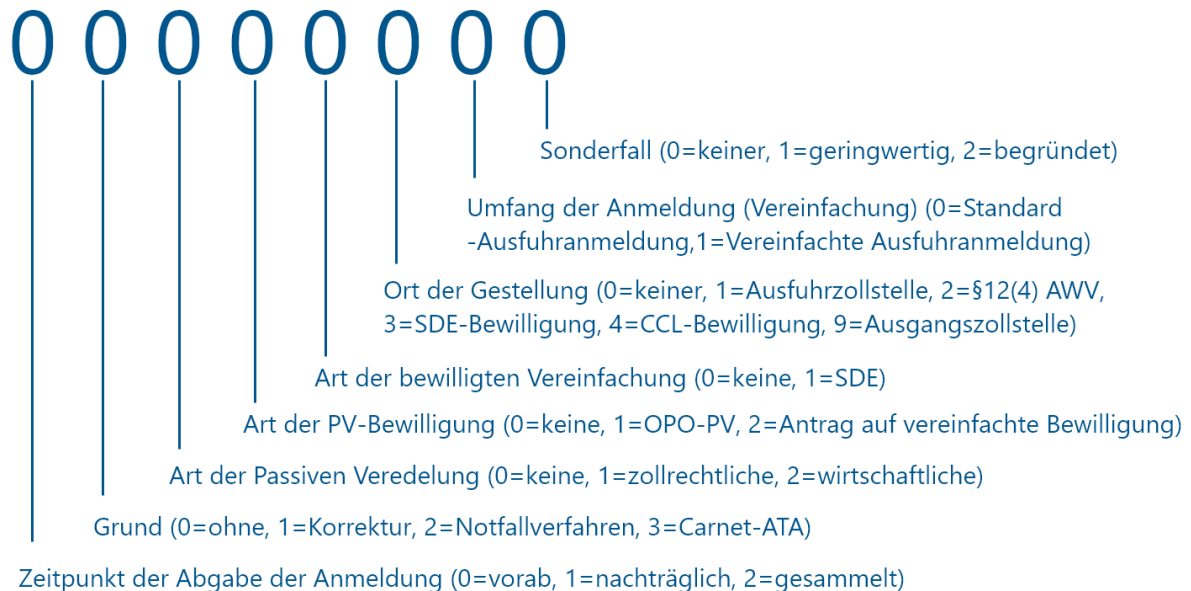 0 0 0 0 0 0 0 0
Sonderfall (0=keiner, 1=geringwertig, 2=begründet)
Umfang der Anmeldung (Vereinfachung) (0=Standard
-Ausfuhranmeldung,1=Vereinfachte Ausfuhranmeldung)
Ort der Gestellung (0=keiner, 1=Ausfuhrzollstelle, 2=§12(4) AWV,
3=SDE-Bewilligung, 4=CCL-Bewilligung, 9=Ausgangszollstelle)
Art der bewilligten Vereinfachung (0=keine, 1=SDE)
Art der PV-Bewilligung (0=keine, 1=OPO-PV, 2=Antrag auf vereinfachte Bewilligung)
Art der Passiven Veredelung (0=keine, 1=zollrechtliche, 2=wirtschaftliche)
Grund (0=ohne, 1=Korrektur, 2=Notfallverfahren, 3=Carnet-ATA)
Zeitpunkt der Abgabe der Anmeldung (0=vorab, 1=nachträglich, 2=gesammelt)